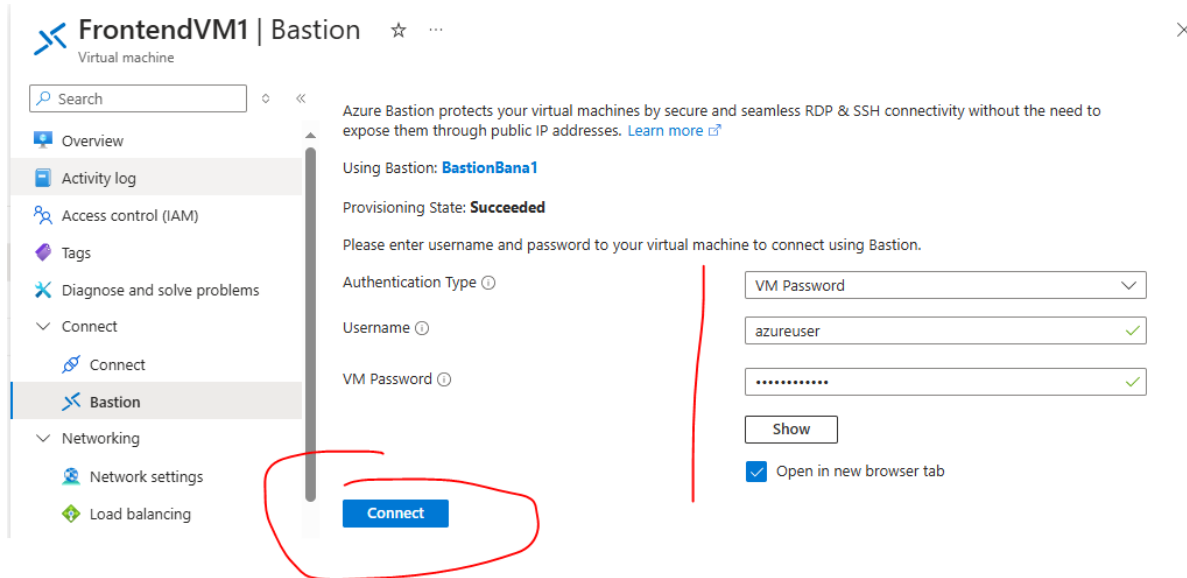 FrontendVM1 | Bastion
Virtual machine
Search
Overview
Activity log
Access control (IAM)
Tags
Diagnose and solve problems
Connect
Connect
Bastion
Networking
Network settings
Load balancing
Azure Bastion protects your virtual machines by secure and seamless RDP & SSH connectivity without the need to
expose them through public IP addresses. Learn more
Using Bastion: BastionBana1
Provisioning State: Succeeded
Please enter username and password to your virtual machine to connect using Bastion.
Authentication Type
VM Password
Username
azureuser
VM Password
••••••••••••
Show
Open in new browser tab
Connect